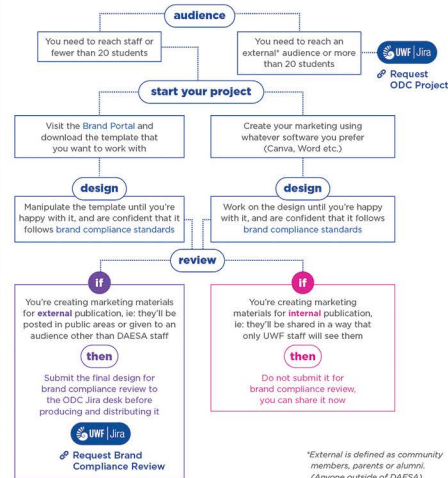 audience
You need to reach staff or
fewer than 20 students
You need to reach an
external* audience or more
than 20 students
UWF | Jira
Request
ODC Project
start your project
Visit the Brand Portal and
download the template that
you want to work with
Create your marketing using
whatever software you prefer
(Canva, Word etc.)
design
design
Manipulate the template until you're
happy with it, and are confident that it
follows brand compliance standards
Work on the design until you're happy
with it, and are confident that it follows
brand compliance standards
review
if
You're creating marketing materials
for external publication, ie: they'll be
posted in public areas or given to an
audience other than DAESA staff
then
Submit the final design for
brand compliance review to
the ODC Jira desk before
producing and distributing it
UWF | Jira
Request Brand
Compliance Review
If
You're creating marketing
materials for internal publication,
ie: they'll be shared in a way that
only UWF staff will see them
then
Do not submit it for
brand compliance review,
you can share it now
*External is defined as community
members, parents or alumni.
(Anyone outside of DAESA)